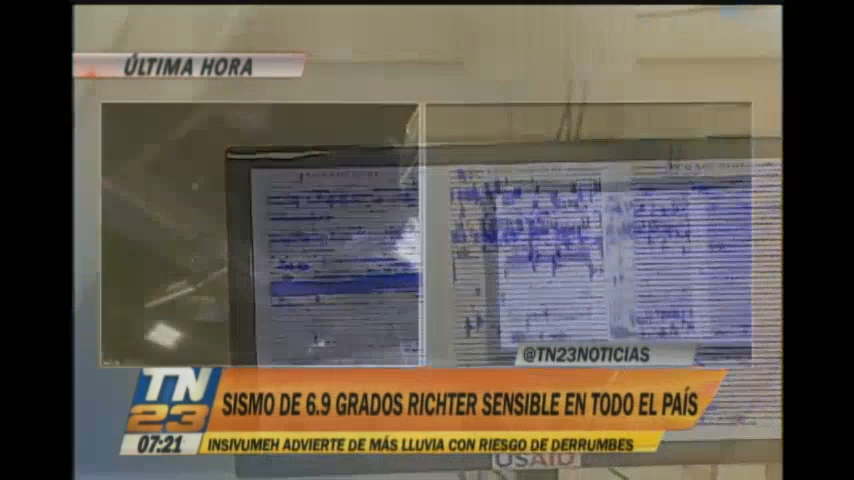 ÚLTIMA HORA
@TN23NOTICIAS
TN
23
SISMO DE 6.9 GRADOS RICHTER SENSIBLE EN TODO EL PAÍS
07:21
INSIVUMEH ADVIERTE DE MÁS LLUVIA CON RIESGO DE DERRUMBES
USAID